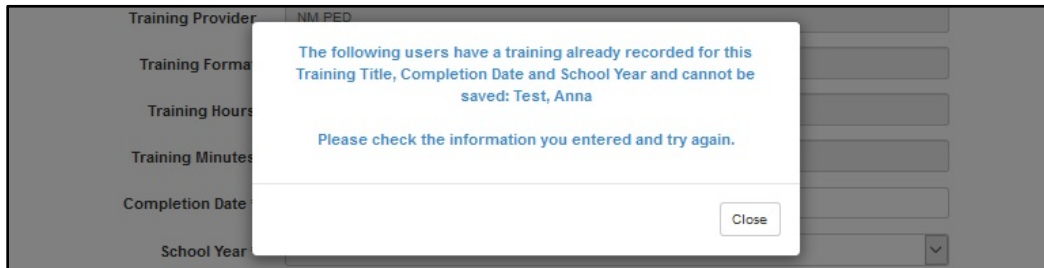 Training Provider
NM PED
The following users have a training already recorded for this
Training Title, Completion Date and School Year and cannot be
saved: Test, Anna
Please check the information you entered and try again.
Training Format
Training Hours
Training Minutes
Completion Date *
Close
School Year